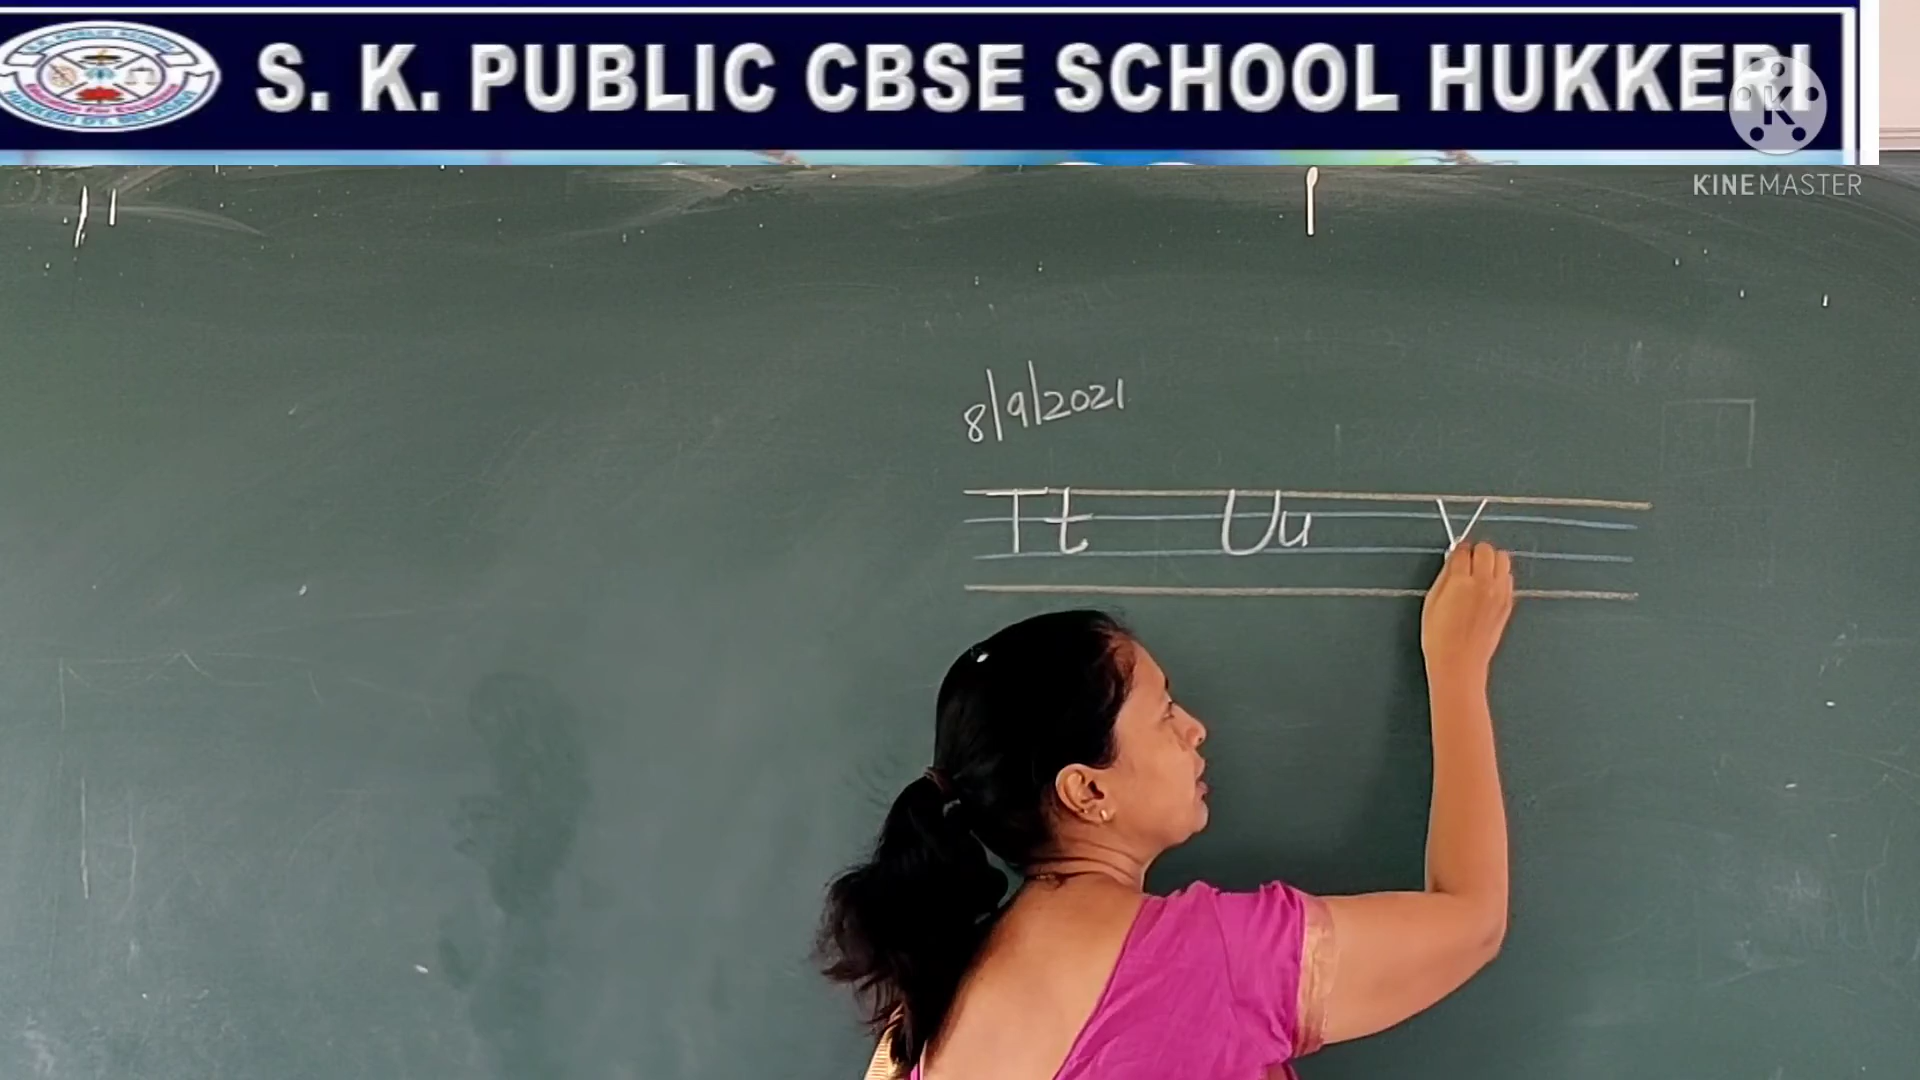 S. K. PUBLIC CBSE SCHOOL HUKKERI
KINEMASTER
8/9/2021
Tt Uu V